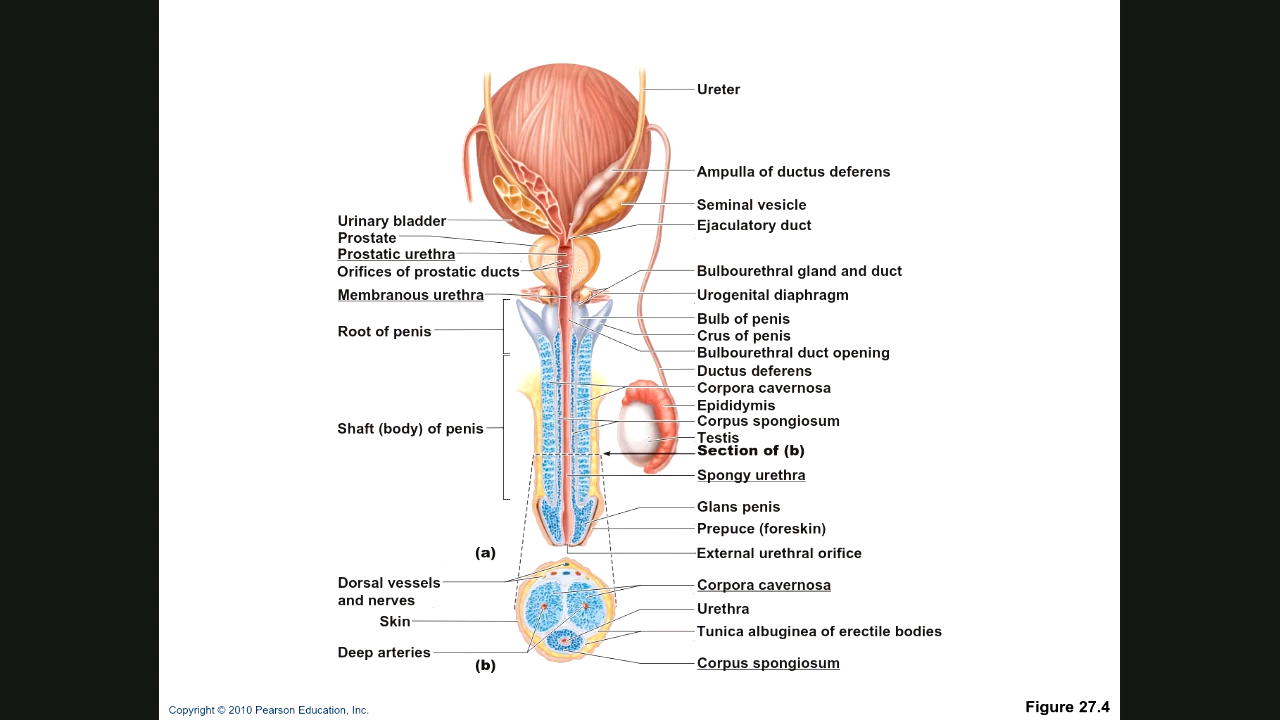 Ureter
Ampulla of ductus deferens
Seminal vesicle
Ejaculatory duct
Urinary bladder
Prostate
Prostatic urethra
Orifices of prostatic ducts
Membranous urethra
Root of penis
Shaft (body) of penis
Bulbourethral gland and duct
Urogenital diaphragm
Bulb of penis
Crus of penis
Bulbourethral duct opening
Ductus deferens
Corpora cavernosa
Epididymis
Corpus spongiosum
Testis
Section of (b)
Spongy urethra
Glans penis
Prepuce (foreskin)
External urethral orifice
(a)
Dorsal vessels
and nerves
Skin
Deep arteries
(b)
Corpora cavernosa
Urethra
Tunica albuginea of erectile bodies
Corpus spongiosum
Copyright © 2010 Pearson Education, Inc.
Figure 27.4